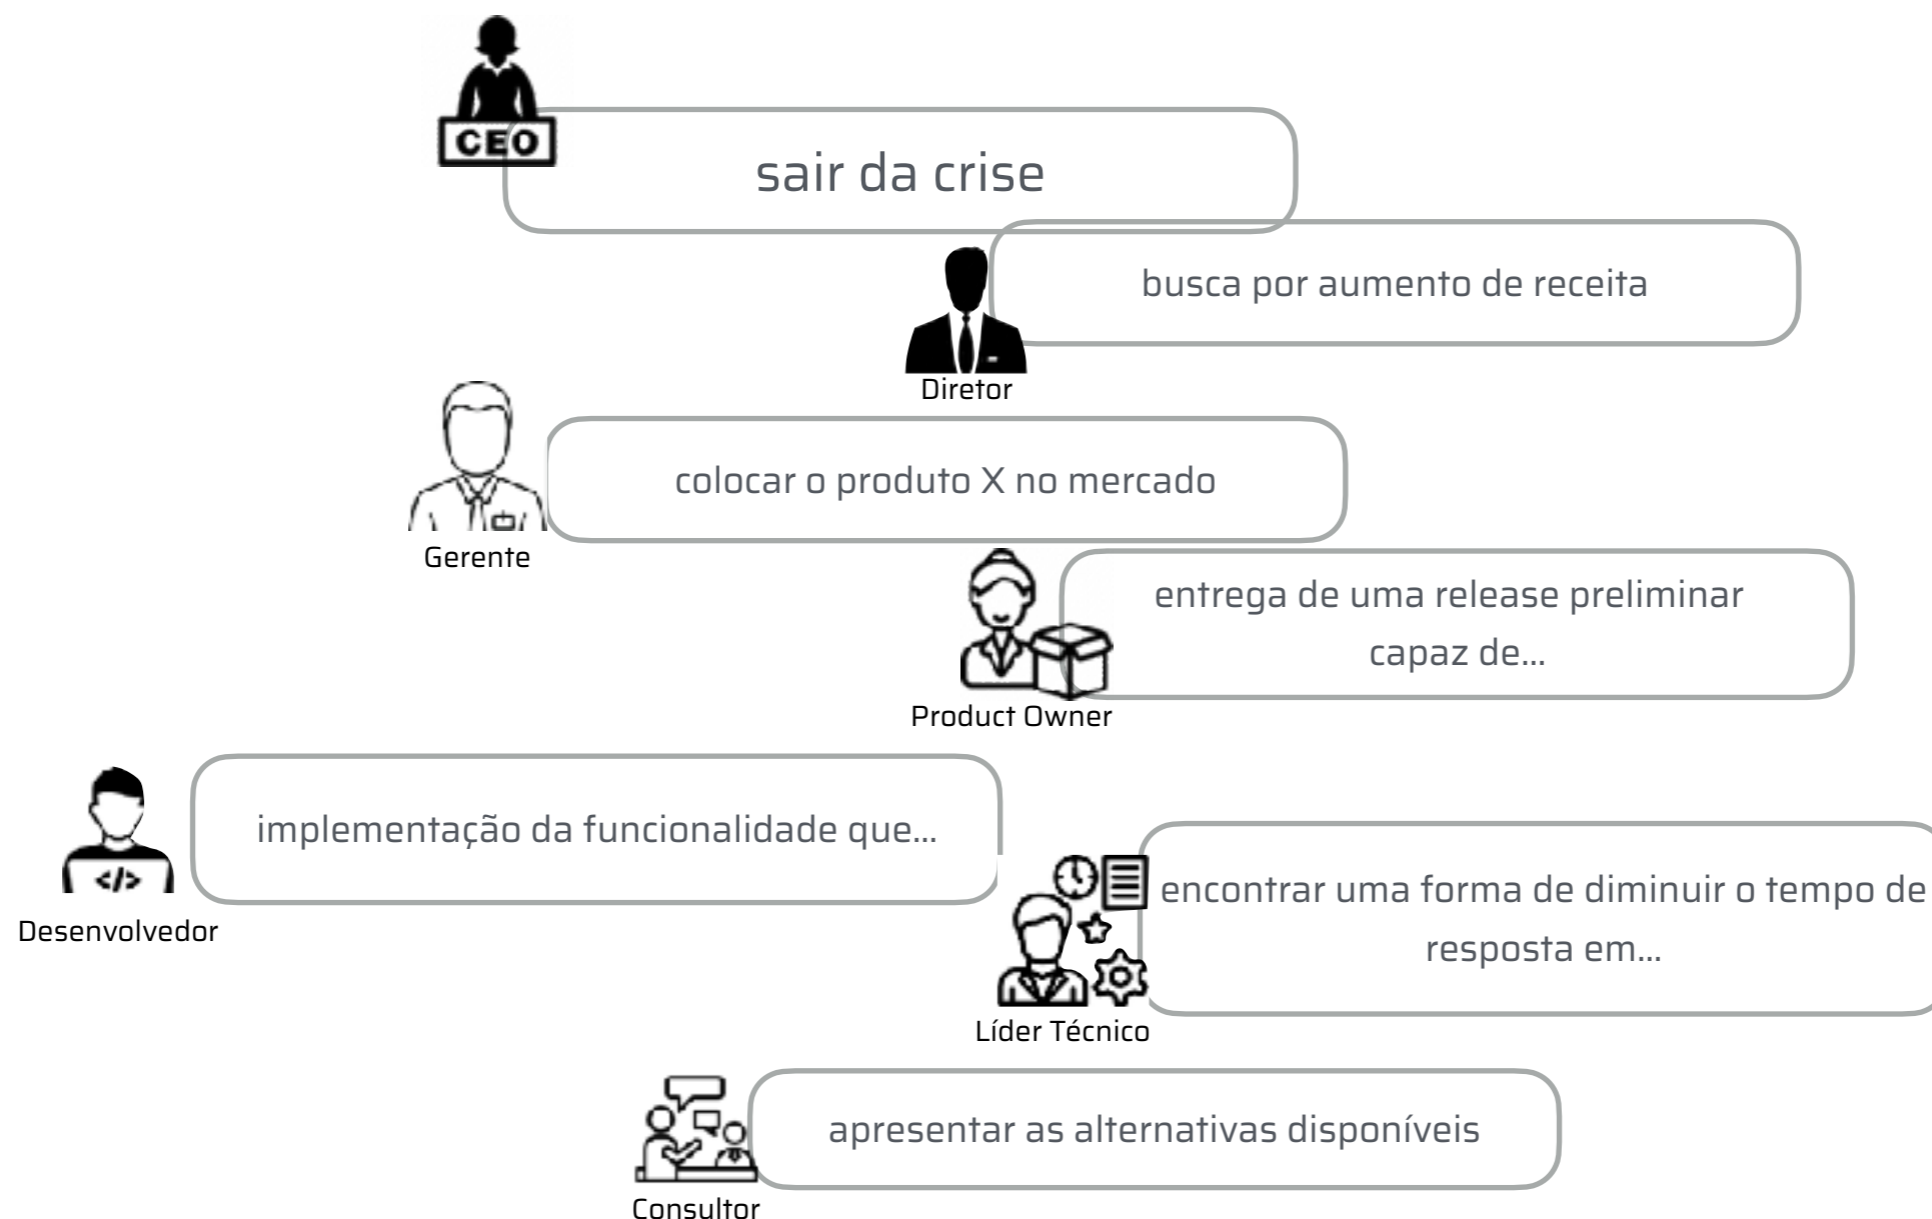 CEO
sair da crise
busca por aumento de receita
Diretor
colocar o produto X no mercado
Gerente
entrega de uma release preliminar
capaz de...
Product Owner
implementação da funcionalidade que...
</>
Desenvolvedor
encontrar uma forma de diminuir o tempo de
resposta em...
Líder Técnico
apresentar as alternativas disponíveis
Consultor